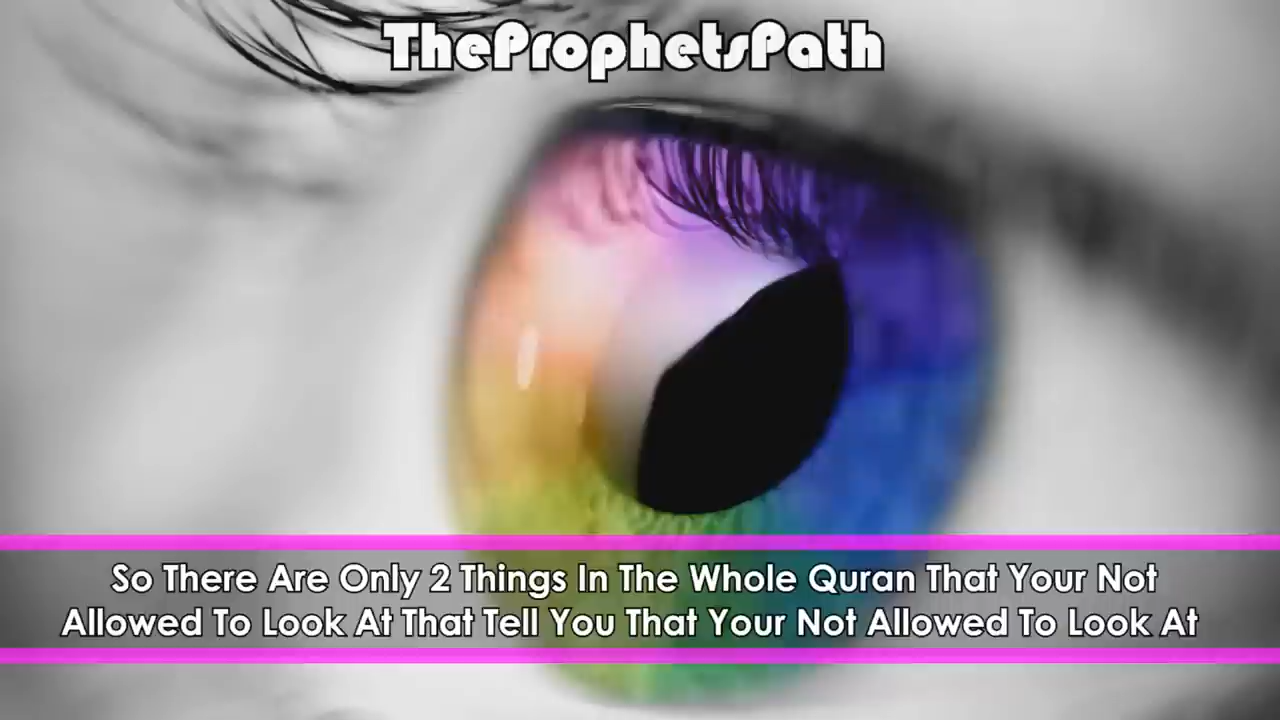 TheProphetsPath
So There Are Only 2 Things In The Whole Quran That Your Not
Allowed To Look At That Tell You That Your Not Allowed To Look At